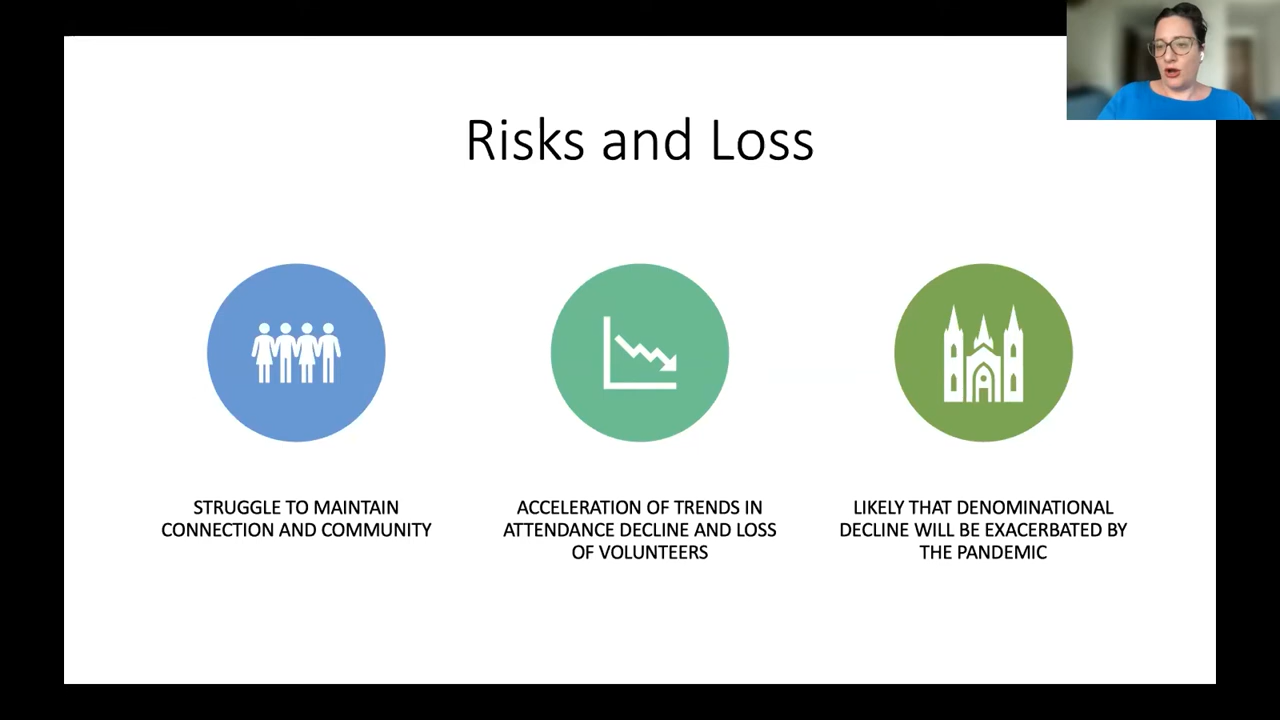 Risks and Loss
STRUGGLE TO MAINTAIN
CONNECTION AND COMMUNITY
ACCELERATION OF TRENDS IN
ATTENDANCE DECLINE AND LOSS
OF VOLUNTEERS
LIKELY THAT DENOMINATIONAL
DECLINE WILL BE EXACERBATED BY
THE PANDEMIC